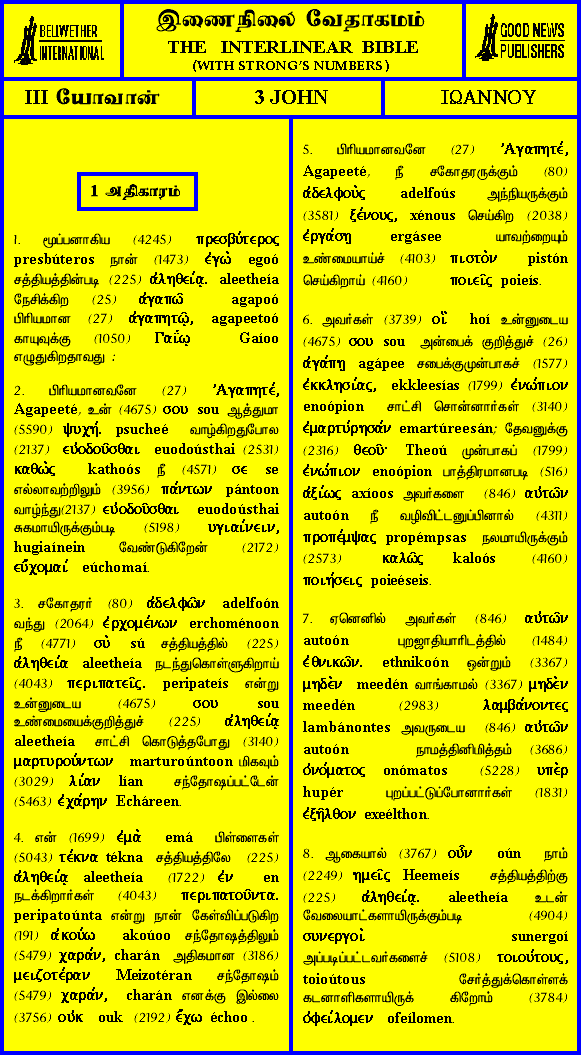 BELLWETHER
INTERNATIONAL
இணைநிலை வேதாகமம்
THE INTERLINEAR BIBLE
(WITH STRONG'S NUMBERS)
GOOD NEWS
PUBLISHERS
III யோவான்
3 JOHN
ΙΩΑΝΝΟΥ
1 அதிகாரம்
1. மூப்பனாகிய (4245) πρεσβύτερος
presbúteros நான் (1473) ἐγὼ egoó
சத்தியத்தின்படி (225) ἀληθείᾳ. aleetheía
நேசிக்கிற (25) ἀγαπῶ agapoó
பிரியமான (27) ἀγαπητῷ, agapeetoó
காயுவுக்கு (1050) Γαΐῳ Gaíoo
எழுதுகிறதாவது :
2. பிரியமானவனே (27) Ἀγαπητέ,
Agapeeté, உன் (4675) σου sou ஆத்துமா
(5590) ψυχή. psucheé வாழ்கிறதுபோல
(2137) εὐοδοῦσθαι euodoústhai (2531)
καθὼς kathoós நீ (4571) σε se
எல்லாவற்றிலும் (3956) πάντων pántoon
வாழ்ந்து(2137) εὐοδοῦσθαι euodoústhai
சுகமாயிருக்கும்படி (5198) υγιαίνειν,
hugiaínein வேண்டுகிறேன் (2172)
εὔχομαί eúchomaí.
3. சகோதரர் (80) ἀδελφῶν adelfoón
வந்து (2064) ἐρχομένων erchoménoon
நீ (4771) σὺ sú சத்தியத்தில் (225)
ἀληθείᾳ aleetheía நடந்துகொள்ளுகிறாய்
(4043) περιπατεῖς. peripateís என்று
உன்னுடைய (4675) σου sou
உண்மையைக்குறித்துச் (225) ἀληθείᾳ
aleetheía சாட்சி கொடுத்தபோது (3140)
μαρτυρούντων marturoúntoon மிகவும்
(3029) λίαν lían சந்தோஷப்பட்டேன்
(5463) ἐχάρην Echáreen.
4. என் (1699) ἐμὰ emá பிள்ளைகள்
(5043) τέκνα tékna சத்தியத்திலே (225)
ἀληθείᾳ aleetheía (1722) ἐν en
நடக்கிறார்கள் (4043) περιπατοῦντα.
peripatoúnta என்று நான் கேள்விப்படுகிற
(191) ἀκούω akoúoo சந்தோஷத்திலும்
(5479) χαράν, charán அதிகமான (3186)
μειζοτέραν Meizotéran சந்தோஷம்
(5479) χαράν, charán எனக்கு இல்லை
(3756) οὐκ ouk (2192) ἔχω échoo .
5. பிரியமானவனே (27) Ἀγαπητέ,
Agapeeté, நீ சகோதரருக்கும் (80)
ἀδελφοὺς adelfoús அந்நியருக்கும்
(3581) ξένους, xénous செய்கிற (2038)
ἐργάσῃ ergásee யாவற்றையும்
உண்மையாய்ச் (4103) πιστὸν pistón
செய்கிறாய் (4160) ποιεῖς poieís.
6. அவர்கள் (3739) οἳ hoí உன்னுடைய
(4675) σου sou அன்பைக் குறித்துச் (26)
ἀγάπῃ agápee சபைக்குமுன்பாகச் (1577)
ἐκκλησίας, ekkleesías (1799) ἐνώπιον
enoópion சாட்சி சொன்னார்கள் (3140)
ἐμαρτύρησάν emartúreesán; தேவனுக்கு
(2316) θεοῦ· Theoú முன்பாகப் (1799)
ἐνώπιον enoópion பாத்திரமானபடி (516)
ἀξίως axíoos அவர்களை (846) αὐτῶν
autoón நீ வழிவிட்டனுப்பினால் (4311)
προπέμψας propémpsas நலமாயிருக்கும்
(2573) καλῶς kaloós (4160)
ποιήσεις poieéseis.
7. ஏனெனில் அவர்கள் (846) αὐτῶν
autoón புறஜாதியாரிடத்தில் (1484)
ἐθνικῶν. ethnikoón ஒன்றும் (3367)
μηδὲν meedén வாங்காமல் (3367) μηδὲν
meedén (2983) λαμβάνοντες
lambánontes அவருடைய (846) αὐτῶν
autoón நாமத்தினிமித்தம் (3686)
ὀνόματος onómatos (5228) υπὲρ
hupér புறப்பட்டுப்போனார்கள் (1831)
ἐξῆλθον exeélthon.
8. ஆகையால் (3767) οὖν oún நாம்
(2249) ημεῖς Heemeís சத்தியத்திற்கு
(225) ἀληθείᾳ. aleetheía உடன்
வேலையாட்களாயிருக்கும்படி (4904)
συνεργοὶ sunergoí
அப்படிப்பட்டவர்களைச் (5108) τοιούτους,
toioútous சேர்த்துக்கொள்ளக்
கடனாளிகளாயிருக் கிறோம் (3784)
ὀφείλομεν ofeílomen.